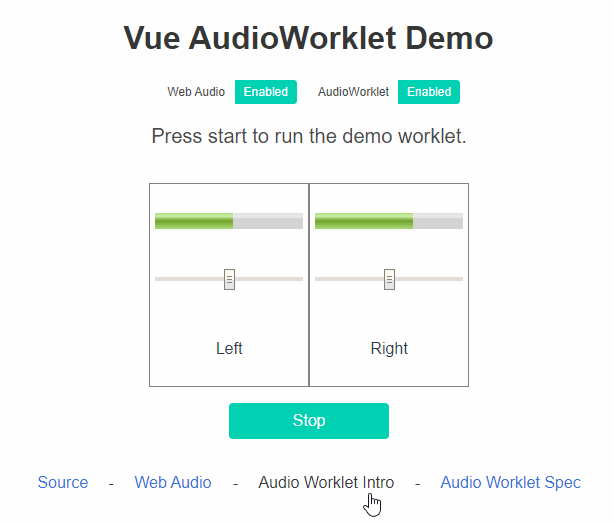 Vue AudioWorklet Demo
Web Audio Enabled AudioWorklet Enabled
Press start to run the demo worklet.
Left Right
Stop
Source - Web Audio - Audio Worklet Intro - Audio Worklet Spec